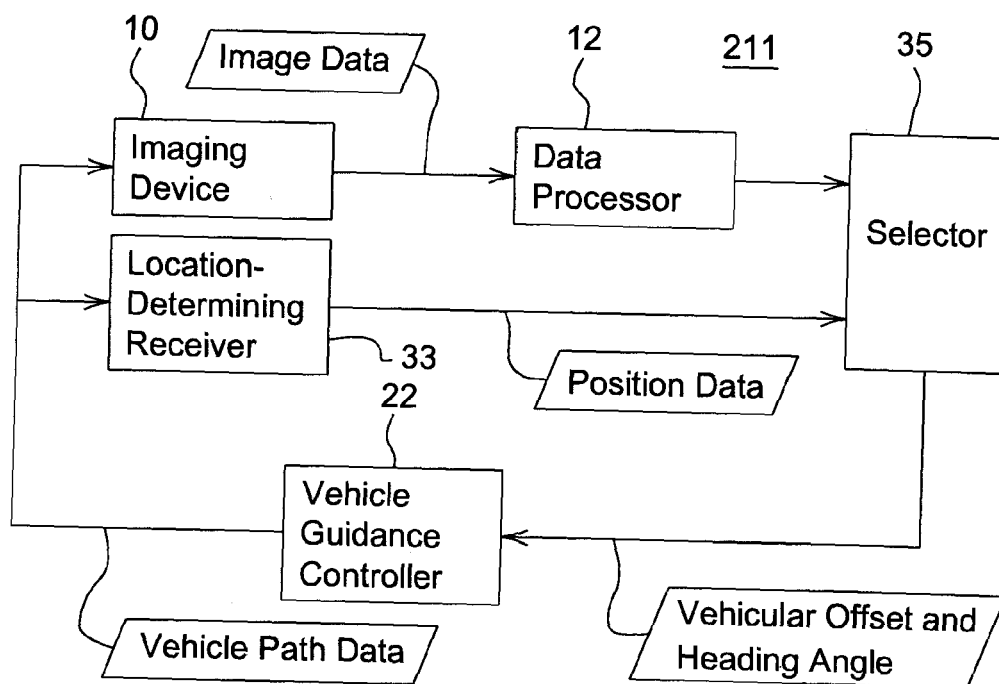 10
Image Data
12
211
35
Imaging
Device
Data
Processor
Selector
Location-
Determining
Receiver
33
Position Data
22
Vehicle
Guidance
Controller
Vehicle Path Data
Vehicular Offset and
Heading Angle